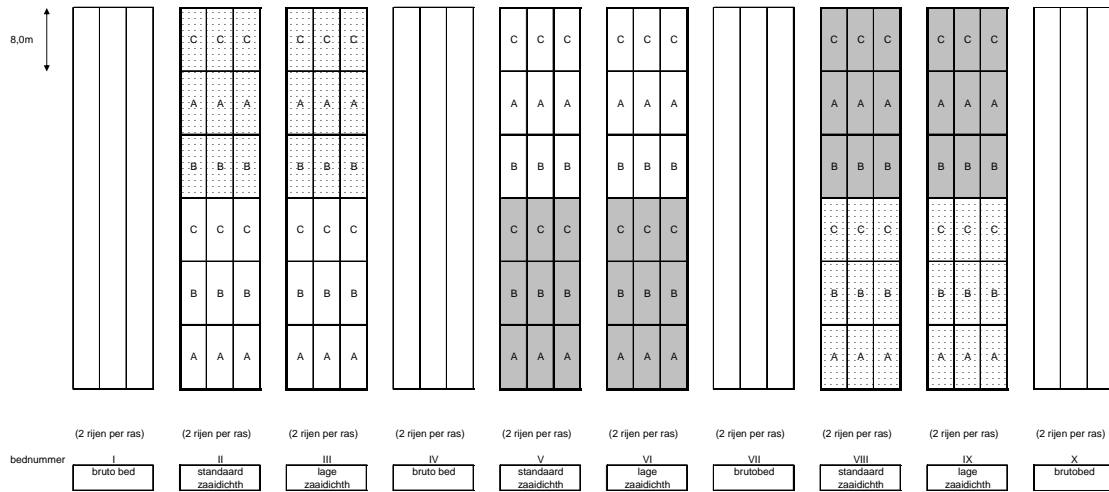 C C C C C C C C C C C C C C C C C C
8,0m
A A A A A A A A A A A A A A A A A A
B B B B B B B B B B B B B B B B B B
C C C C C C C C C C C C C C C C C C
B B B B B B B B B B B B B B B B B B
A A A A A A A A A A A A A A A A A A
(2 rijen per ras) (2 rijen per ras) (2 rijen per ras) (2 rijen per ras) (2 rijen per ras) (2 rijen per ras) (2 rijen per ras) (2 rijen per ras) (2 rijen per ras) (2 rijen per ras)
bednummer I II III IV V VI VII VIII IX X
bruto bed standaard lage bruto bed standaard lage brutobed standaard lage brutobed
zaaidichth zaaidichth zaaidichth zaaidichth zaaidichth zaaidichth